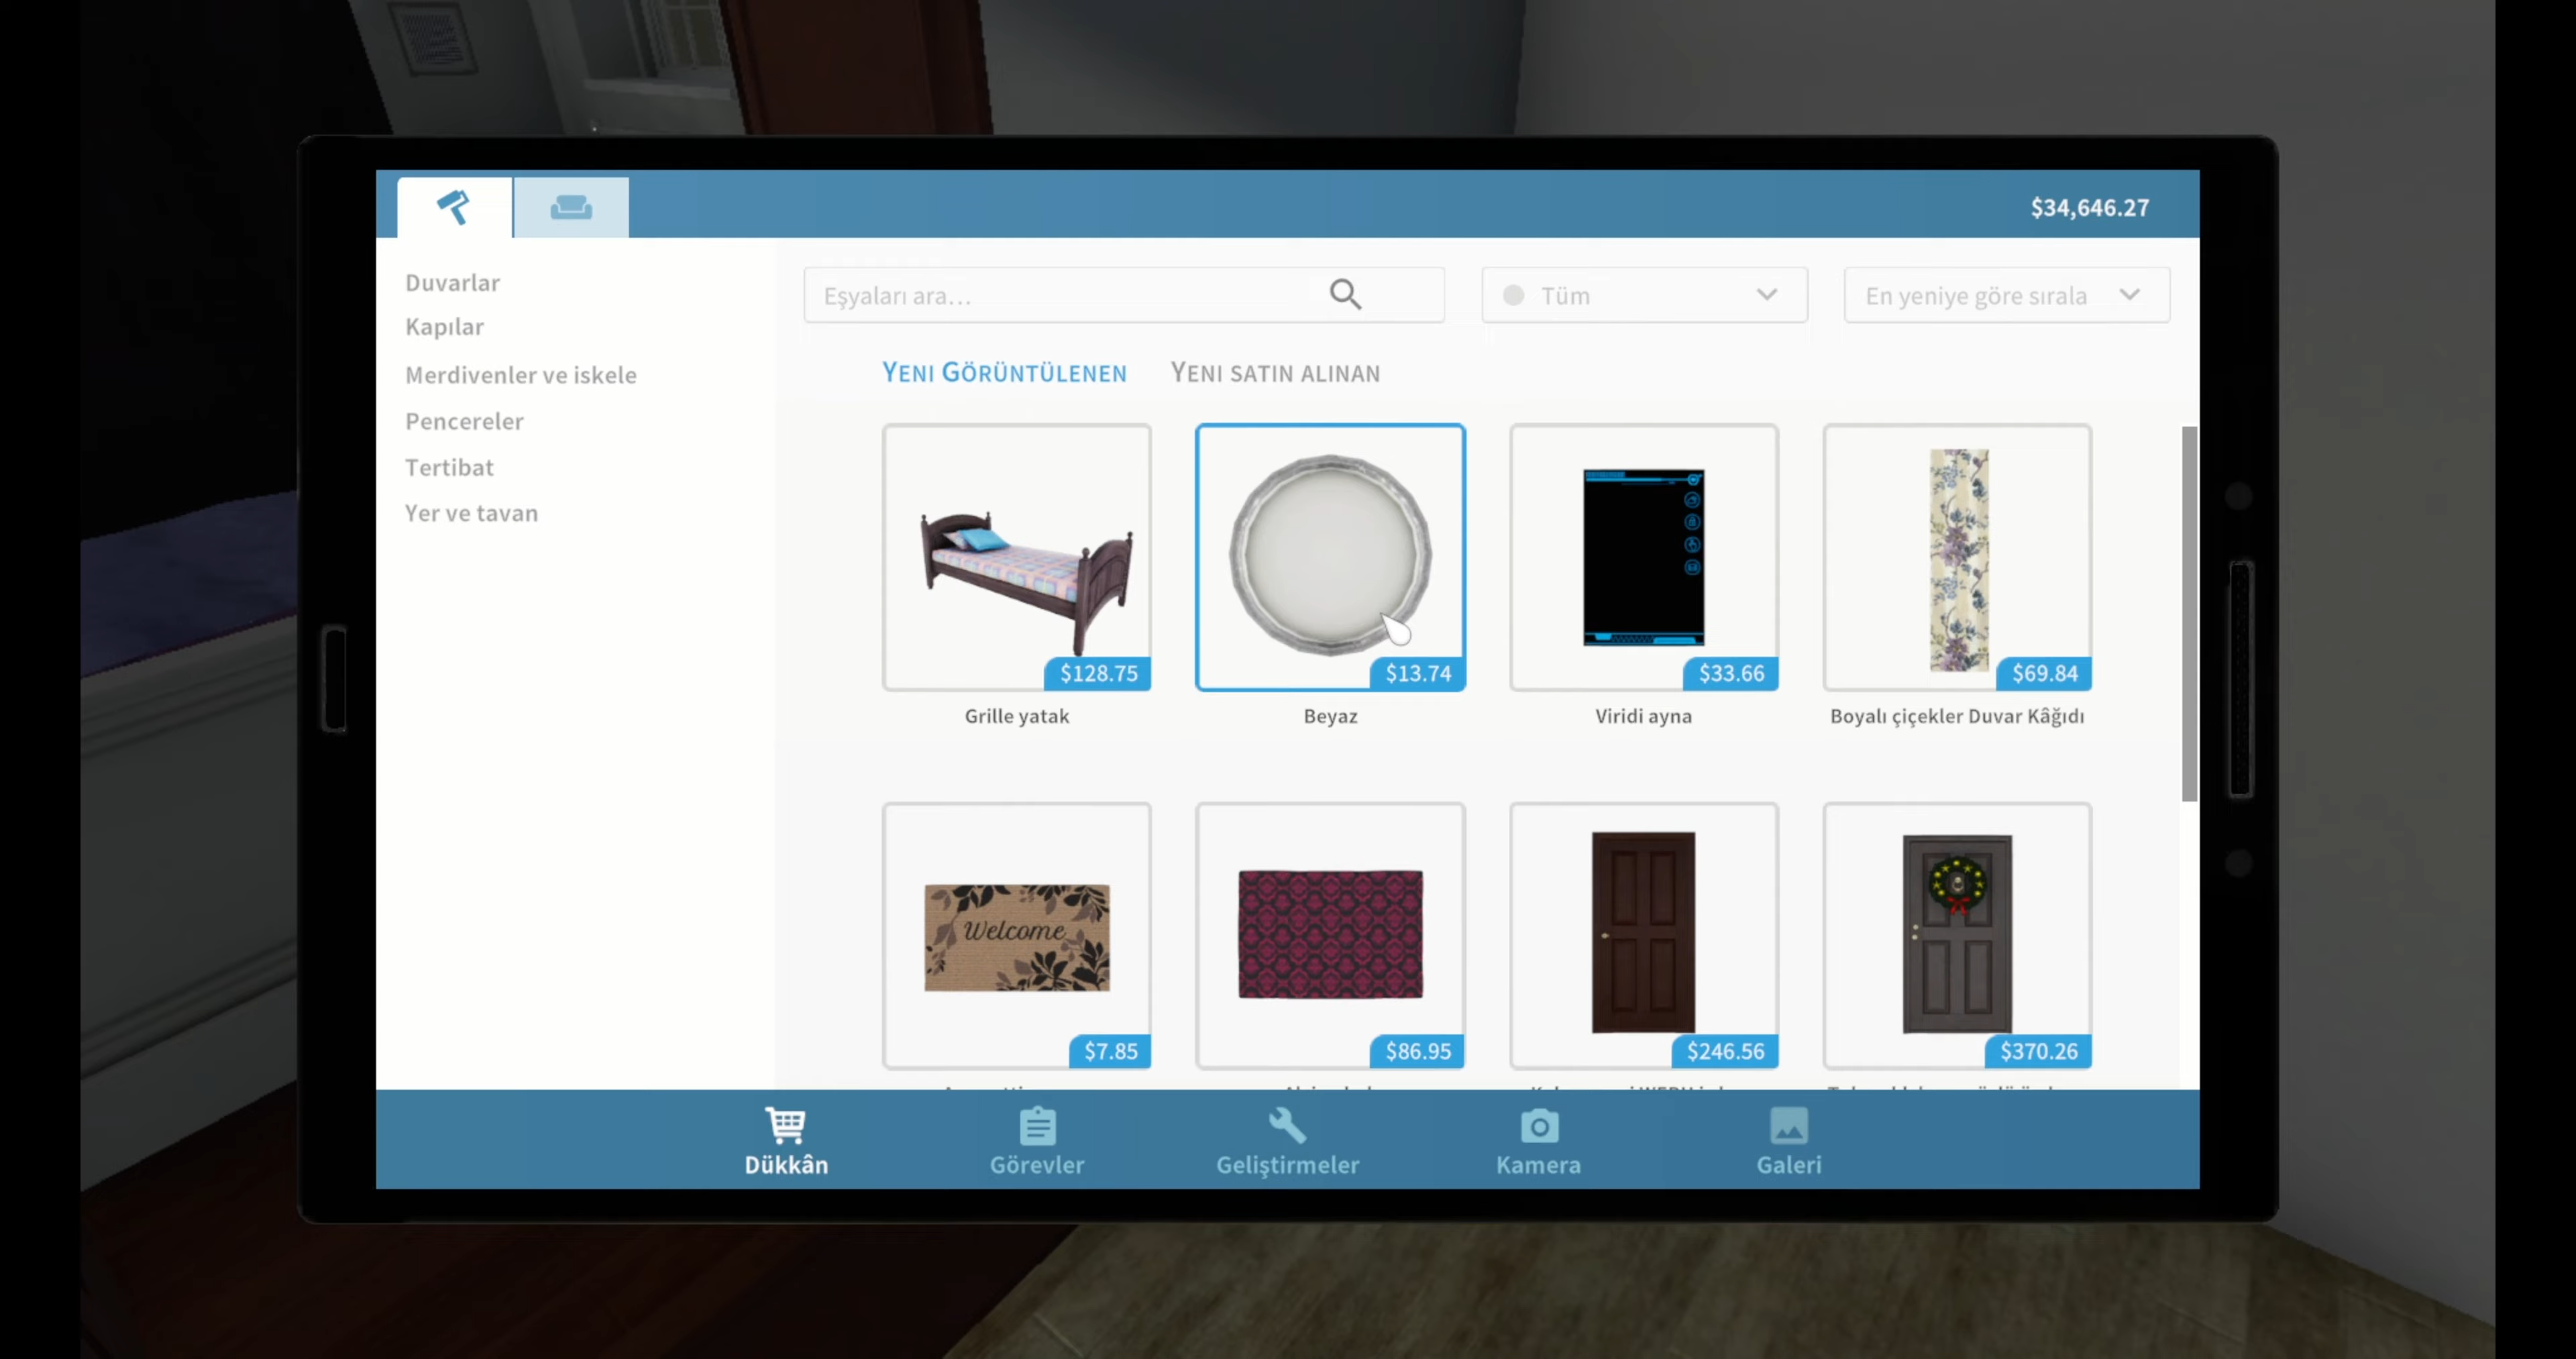 $34,646.27
Duvarlar
Kapılar
Merdivenler ve iskele
Pencereler
Tertibat
Yer ve tavan
Eşyaları ara...
Tüm
En yeniye göre sırala
YENI GÖRÜNTÜLENEN
YENI SATIN ALINAN
$128.75
Grille yatak
$13.74
Beyaz
$33.66
Viridi ayna
$69.84
Boyalı çiçekler Duvar Kâğıdı
Welcome
$7.85
$86.95
$246.56
$370.26
Dükkân
Görevler
Geliştirmeler
Kamera
Galeri